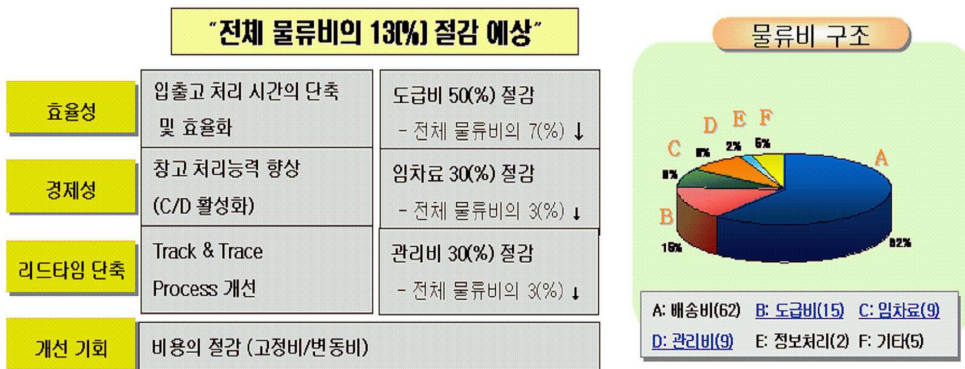 “전체 물류비의 13(%) 절감 예상”
효율성
입출고 처리 시간의 단축
및 효율화
도급비 50(%) 절감
- 전체 물류비의 7(%) ↓
경제성
창고 처리능력 향상
(C/D 활성화)
임차료 30(%) 절감
- 전체 물류비의 3(%) ↓
리드타임 단축
Track & Trace
Process 개선
관리비 30(%) 절감
- 전체 물류비의 3(%) ↓
개선 기회
비용의 절감 (고정비/변동비)
물류비 구조
A
B
C
D
E
F
62%
15%
9%
9%
2%
5%
A: 배송비(62) B: 도급비(15) C: 임차료(9)
D: 관리비(9) E: 정보처리(2) F: 기타(5)